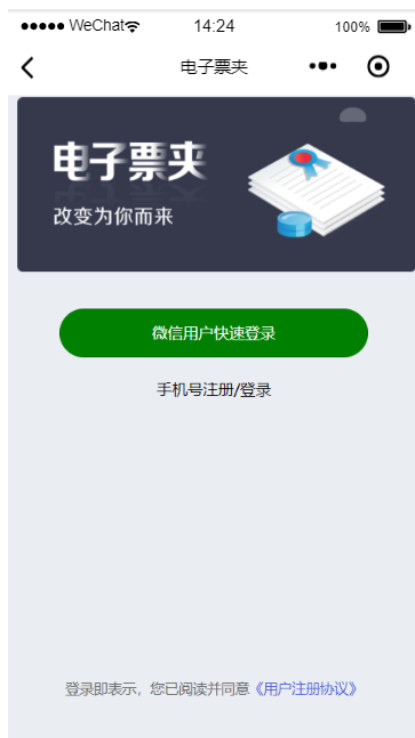 WeChat 14:24 100%
电子票夹
电子票夹
改变为你而来
微信用户快速登录
手机号注册/登录
登录即表示，您已阅读并同意《用户注册协议》